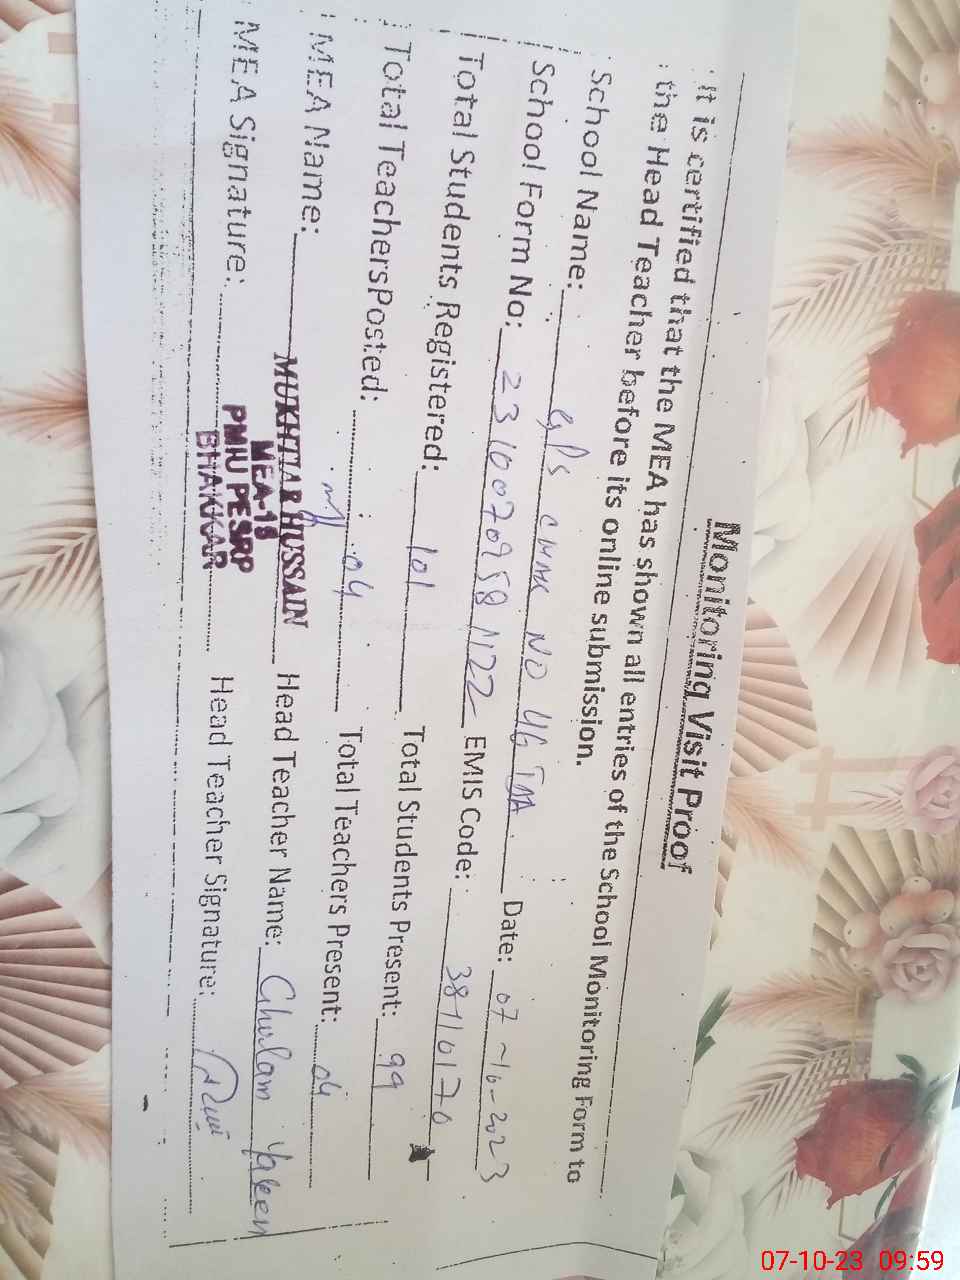 Monitoring Visit Proof
It is certified that the MEA has shown all entries of the School Monitoring Form to
the Head Teacher before its online submission.
School Name: GPS CHAK NO 46 TDA Date: 07-10-2023
School Form No: 23100709581122 EMIS Code: 38110170
Total Students Registered: 101 Total Students Present: 99
Total TeachersPosted: 04 Total Teachers Present: 04
MEA Name: MUKHTIAR HUSSAIN Head Teacher Name: Ghulam Yaseen
MEA-18
MEA Signature: PMIU PESRP Head Teacher Signature:
BHAKKAR
07-10-23 09:59